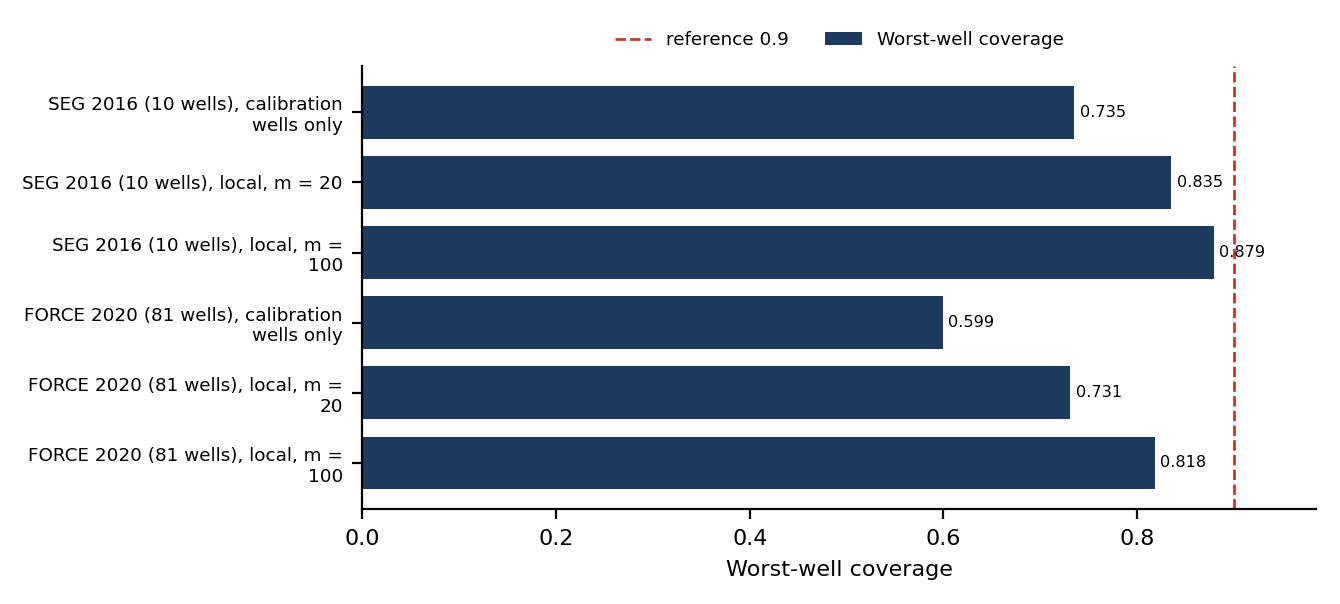 reference 0.9
Worst-well coverage
SEG 2016 (10 wells), calibration
wells only
0.735
SEG 2016 (10 wells), local, m = 20
0.835
SEG 2016 (10 wells), local, m =
100
0.879
FORCE 2020 (81 wells), calibration
wells only
0.599
FORCE 2020 (81 wells), local, m =
20
0.731
FORCE 2020 (81 wells), local, m =
100
0.818
0.0 0.2 0.4 0.6 0.8
Worst-well coverage